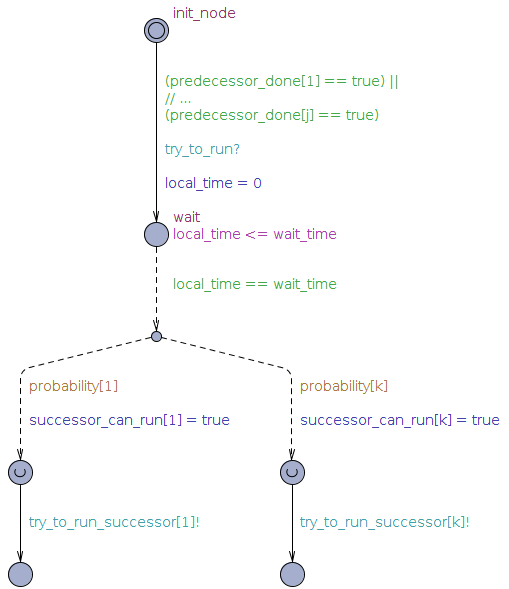 init_node
(predecessor_done[1] == true) ||
// ...
(predecessor_done[j] == true)
try_to_run?
local_time = 0
wait
local_time <= wait_time
local_time == wait_time
probability[1]
probability[k]
successor_can_run[1] = true
successor_can_run[k] = true
try_to_run_successor[1]!
try_to_run_successor[k]!